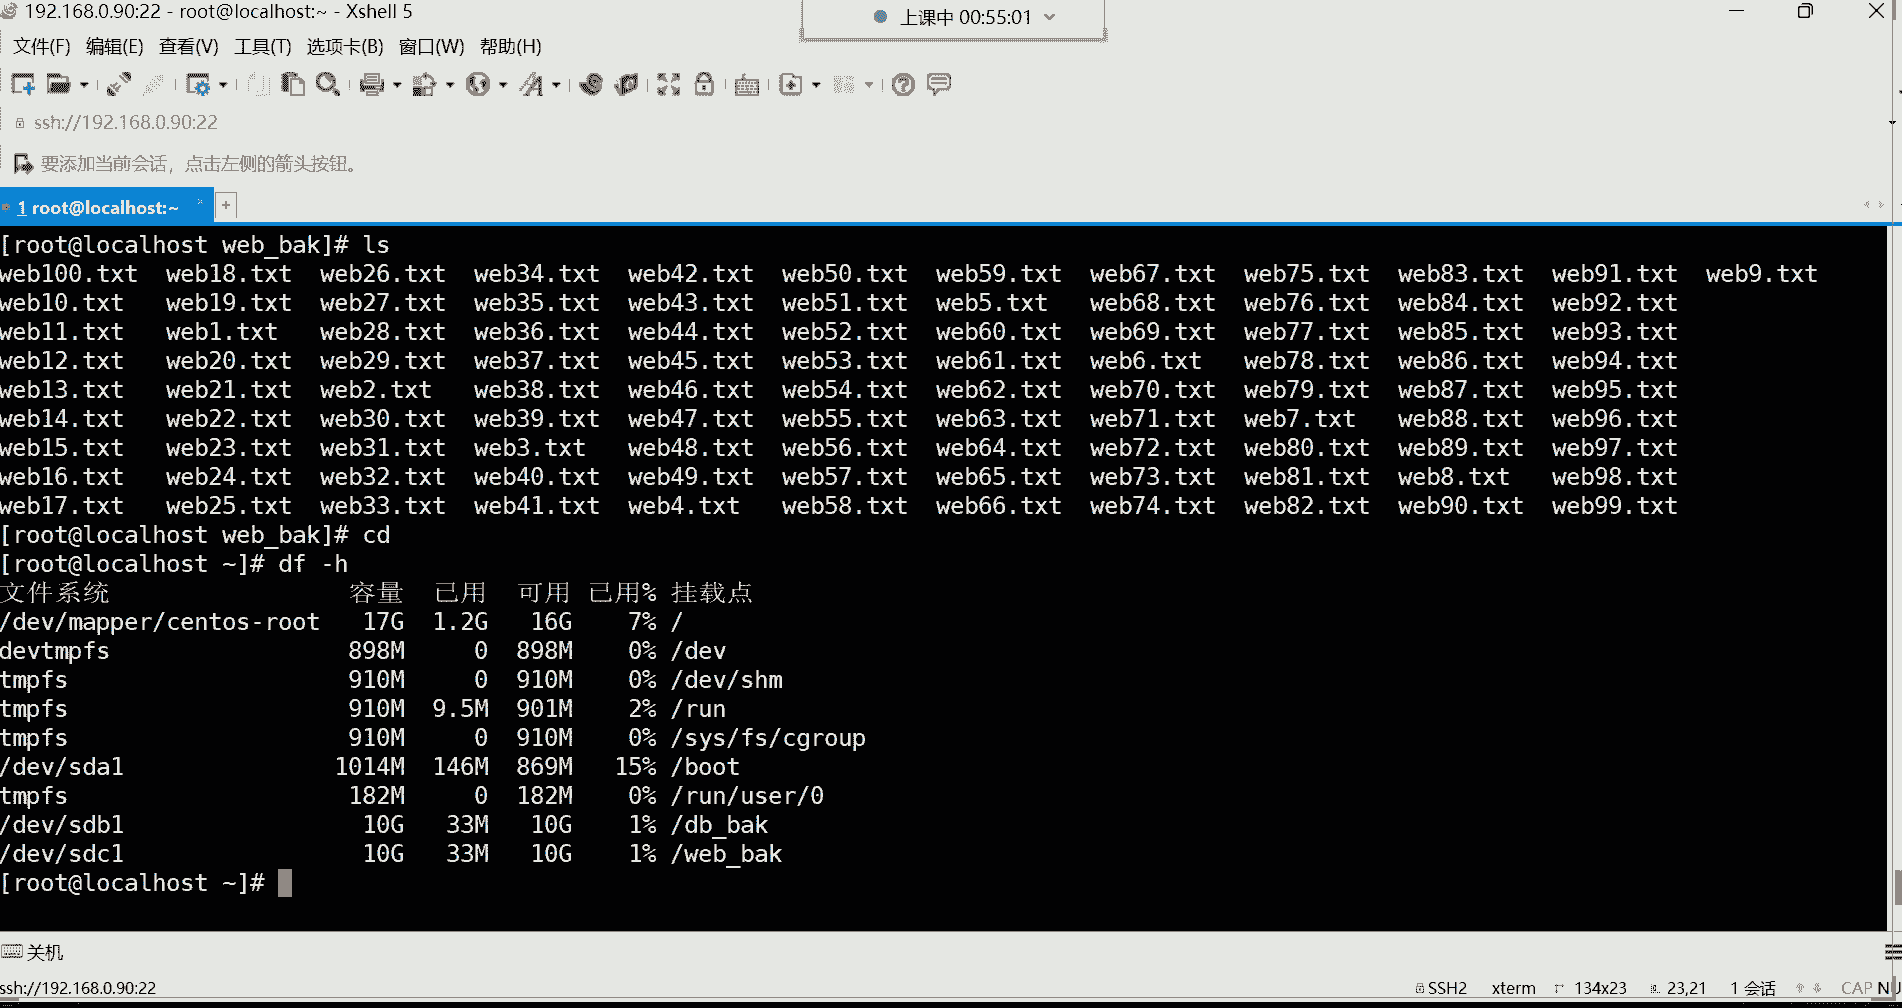 192.168.0.90:22 - root@localhost:~ - Xshell 5
上课中 00:55:01
文件(F) 编辑(E) 查看(V) 工具(T) 选项卡(B) 窗口(W) 帮助(H)
ssh://192.168.0.90:22
要添加当前会话，点击左侧的箭头按钮。
1 root@localhost:~ × +
[root@localhost web_bak]# ls
web100.txt web18.txt web26.txt web34.txt web42.txt web50.txt web59.txt web67.txt web75.txt web83.txt web91.txt web9.txt
web10.txt web19.txt web27.txt web35.txt web43.txt web51.txt web5.txt web68.txt web76.txt web84.txt web92.txt
web11.txt web1.txt web28.txt web36.txt web44.txt web52.txt web60.txt web69.txt web77.txt web85.txt web93.txt
web12.txt web20.txt web29.txt web37.txt web45.txt web53.txt web61.txt web6.txt web78.txt web86.txt web94.txt
web13.txt web21.txt web2.txt web38.txt web46.txt web54.txt web62.txt web70.txt web79.txt web87.txt web95.txt
web14.txt web22.txt web30.txt web39.txt web47.txt web55.txt web63.txt web71.txt web7.txt web88.txt web96.txt
web15.txt web23.txt web31.txt web3.txt web48.txt web56.txt web64.txt web72.txt web80.txt web89.txt web97.txt
web16.txt web24.txt web32.txt web40.txt web49.txt web57.txt web65.txt web73.txt web81.txt web8.txt web98.txt
web17.txt web25.txt web33.txt web41.txt web4.txt web58.txt web66.txt web74.txt web82.txt web90.txt web99.txt
[root@localhost web_bak]# cd
[root@localhost ~]# df -h
文件系统 容量 已用 可用 已用% 挂载点
/dev/mapper/centos-root 17G 1.2G 16G 7% /
devtmpfs 898M 0 898M 0% /dev
tmpfs 910M 0 910M 0% /dev/shm
tmpfs 910M 9.5M 901M 2% /run
tmpfs 910M 0 910M 0% /sys/fs/cgroup
/dev/sda1 1014M 146M 869M 15% /boot
tmpfs 182M 0 182M 0% /run/user/0
/dev/sdb1 10G 33M 10G 1% /db_bak
/dev/sdc1 10G 33M 10G 1% /web_bak
[root@localhost ~]#
关机
ssh://192.168.0.90:22 SSH2 xterm 134x23 23,21 1 会话 CAP